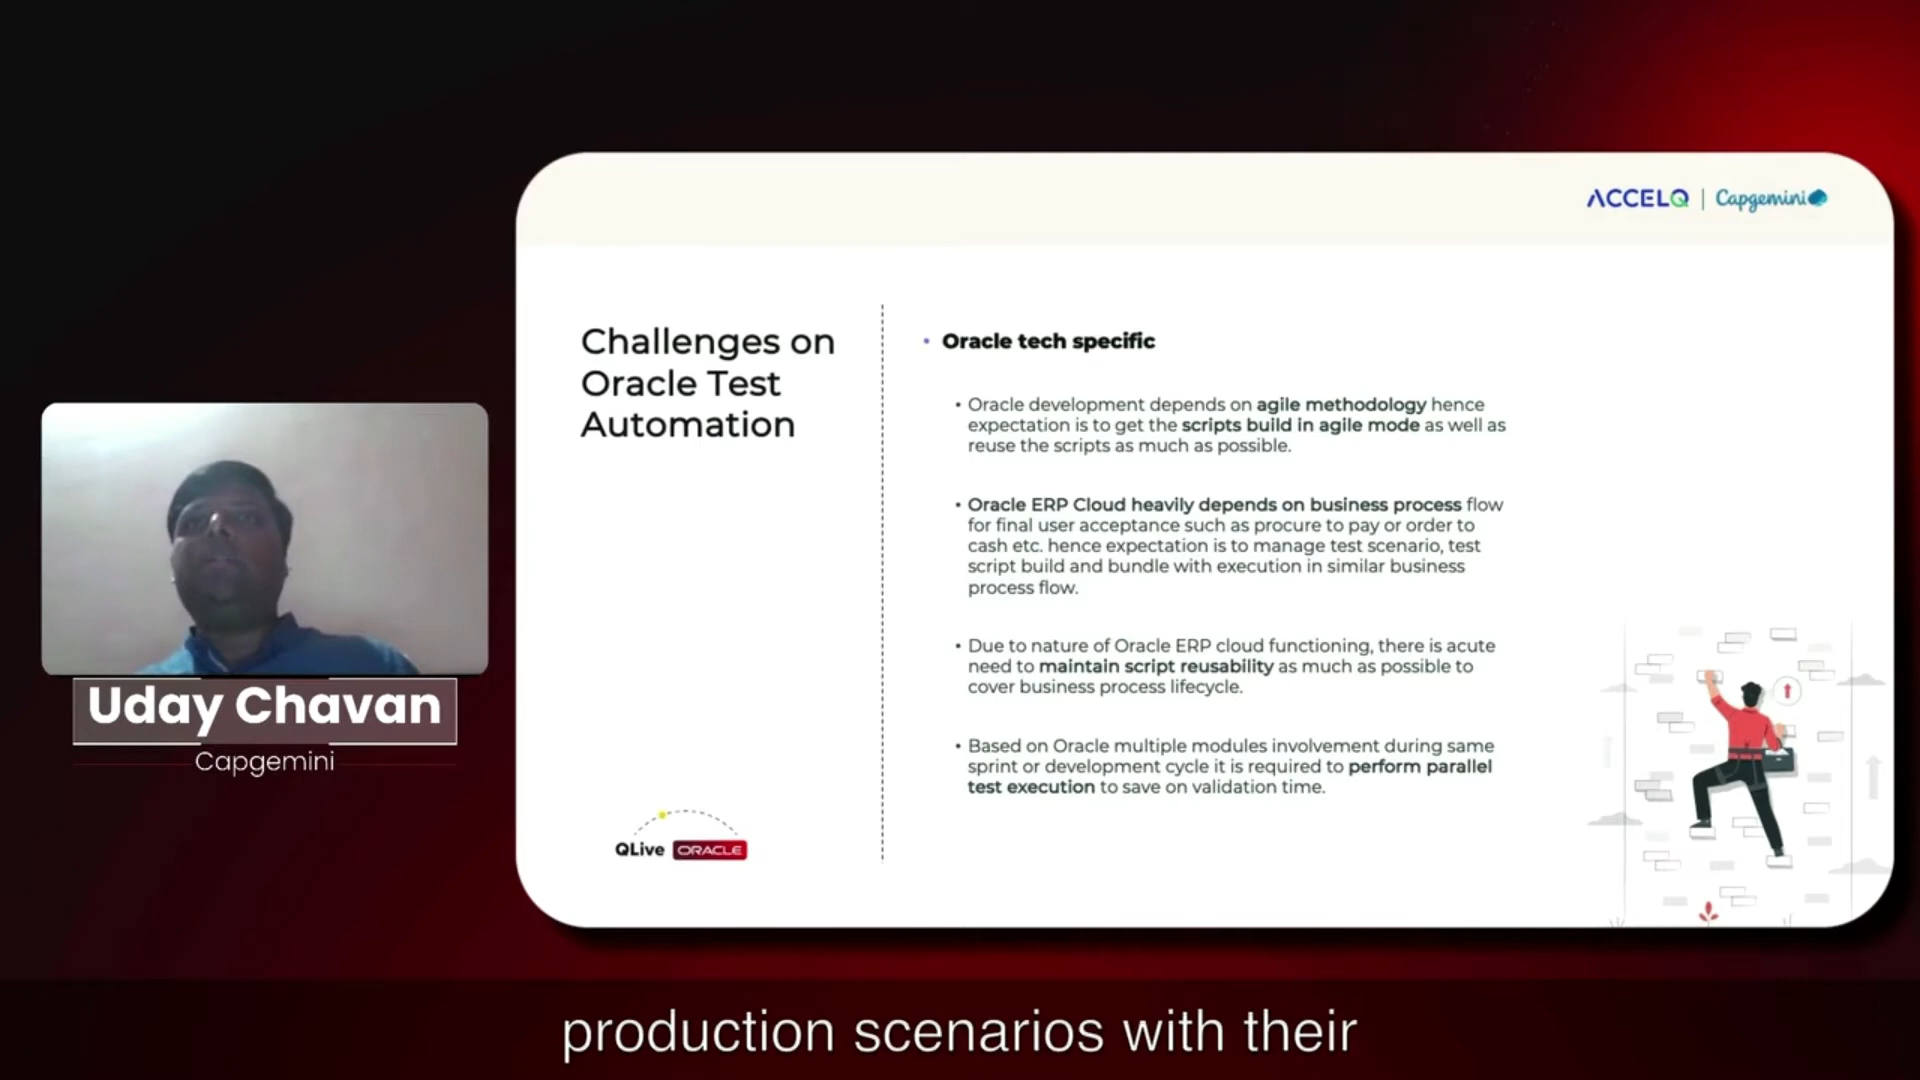 ACCELQ | Capgemini
Challenges on
Oracle Test
Automation
• Oracle tech specific
• Oracle development depends on agile methodology hence
expectation is to get the scripts build in agile mode as well as
reuse the scripts as much as possible.
• Oracle ERP Cloud heavily depends on business process flow
for final user acceptance such as procure to pay or order to
cash etc. hence expectation is to manage test scenario, test
script build and bundle with execution in similar business
process flow.
• Due to nature of Oracle ERP cloud functioning, there is acute
need to maintain script reusability as much as possible to
cover business process lifecycle.
• Based on Oracle multiple modules involvement during same
sprint or development cycle it is required to perform parallel
test execution to save on validation time.
Uday Chavan
Capgemini
QLive ORACLE
production scenarios with their